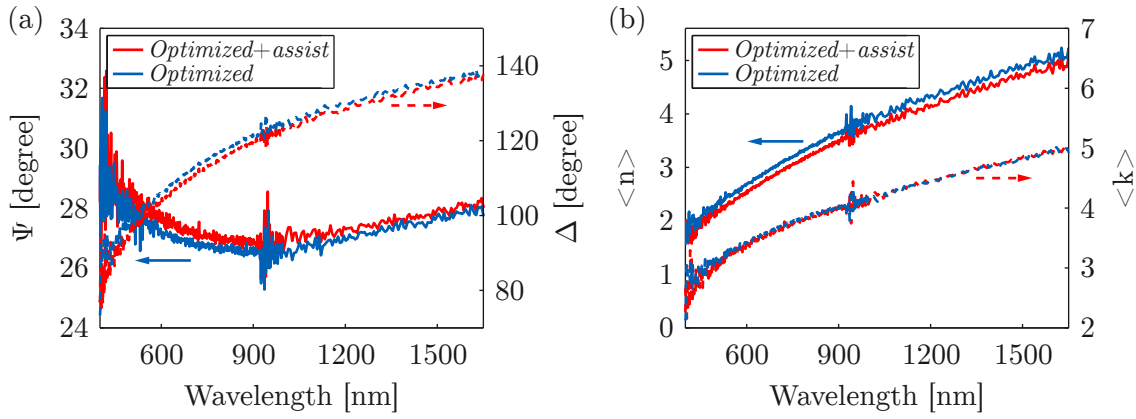 (a)
Optimized+assist
Optimized
34
32
30
28
26
24
Ψ [degree]
140
120
100
80
Δ [degree]
600
900
1200
1500
Wavelength [nm]
(b)
Optimized+assist
Optimized
5
4
3
2
1
0
<n>
7
6
5
4
3
2
<k>
600
900
1200
1500
Wavelength [nm]